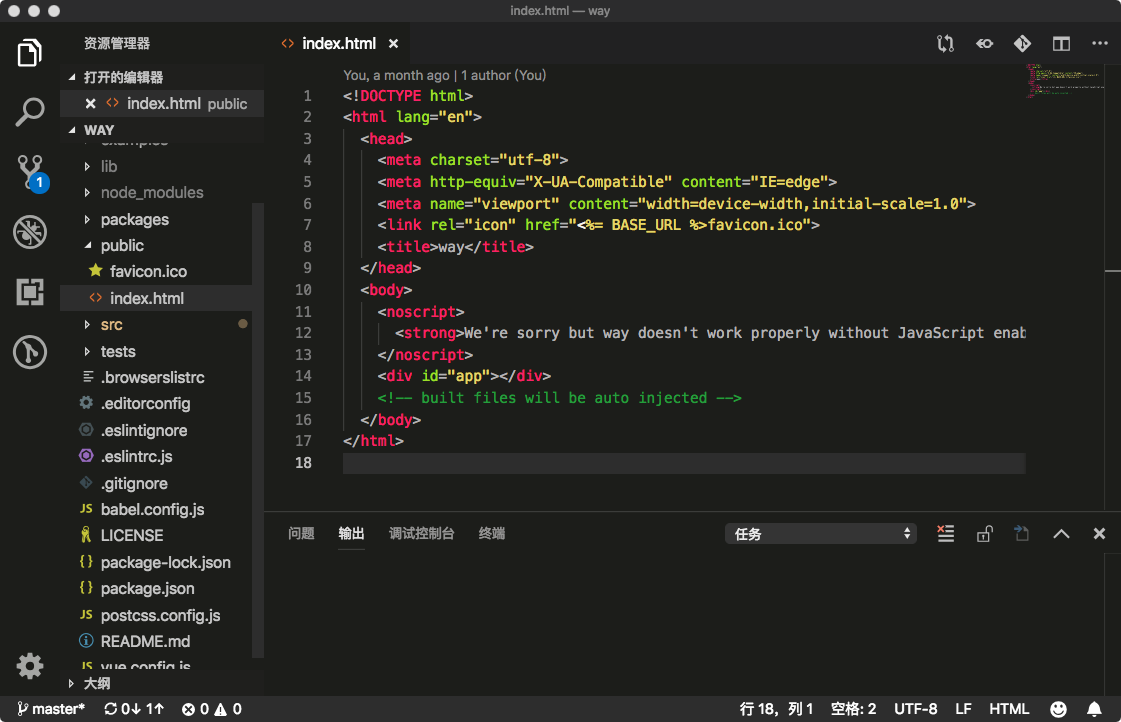 index.html — way
资源管理器
打开的编辑器
index.html public
WAY
examples
lib
node_modules
packages
public
favicon.ico
index.html
src
tests
.browserslistrc
.editorconfig
.eslintignore
.eslintrc.js
.gitignore
JS babel.config.js
LICENSE
{} package-lock.json
{} package.json
JS postcss.config.js
README.md
JS vue.config.js
大纲
1
<> index.html ×
You, a month ago | 1 author (You)
1 <!DOCTYPE html>
2 <html lang="en">
3 <head>
4 <meta charset="utf-8">
5 <meta http-equiv="X-UA-Compatible" content="IE=edge">
6 <meta name="viewport" content="width=device-width,initial-scale=1.0">
7 <link rel="icon" href="<%= BASE_URL %>favicon.ico">
8 <title>way</title>
9 </head>
10 <body>
11 <noscript>
12 <strong>We're sorry but way doesn't work properly without JavaScript enab
13 </noscript>
14 <div id="app"></div>
15 <!-- built files will be auto injected -->
16 </body>
17 </html>
18
问题 输出 调试控制台 终端 任务
master* 0↓ 1↑ 0 0 行 18，列 1 空格: 2 UTF-8 LF HTML